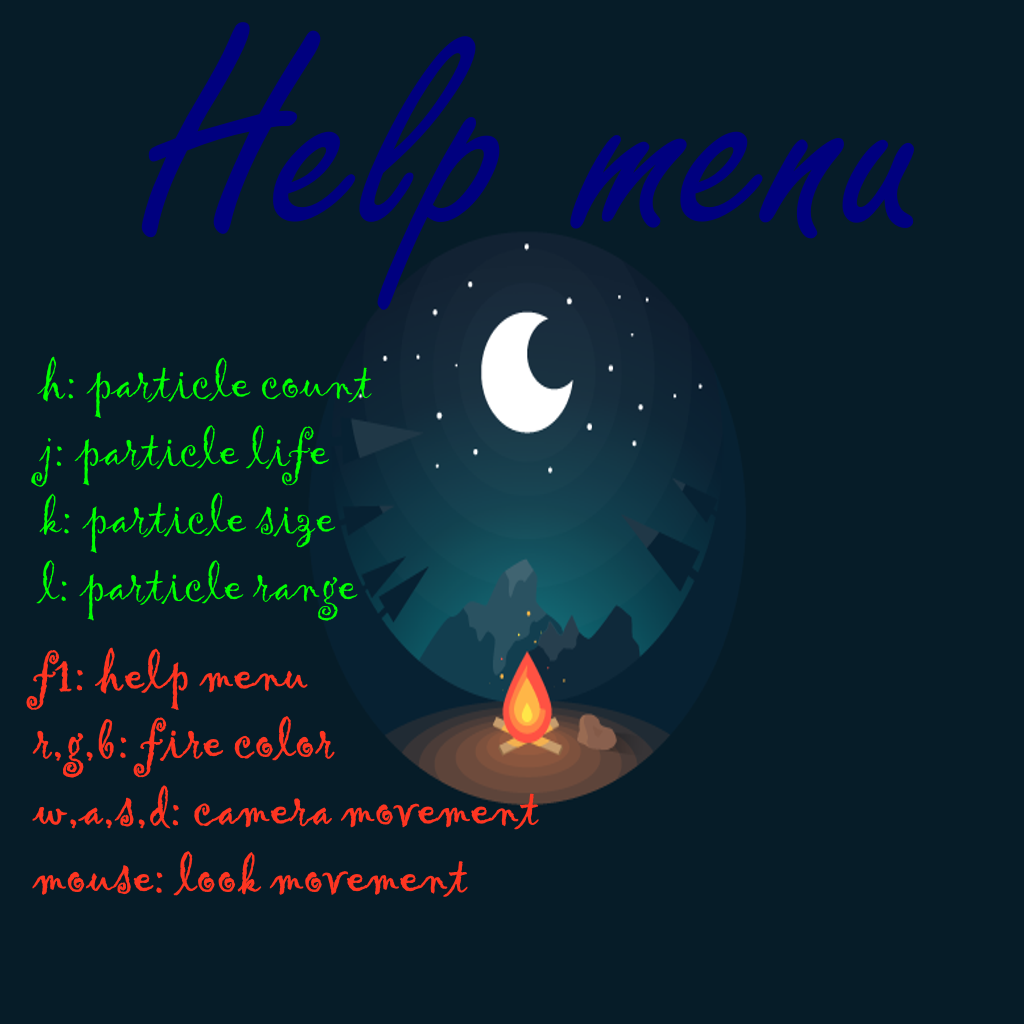 Help menu
h: particle count
j: particle life
k: particle size
l: particle range
f1: help menu
r,g,b: fire color
w,a,s,d: camera movement
mouse: look movement